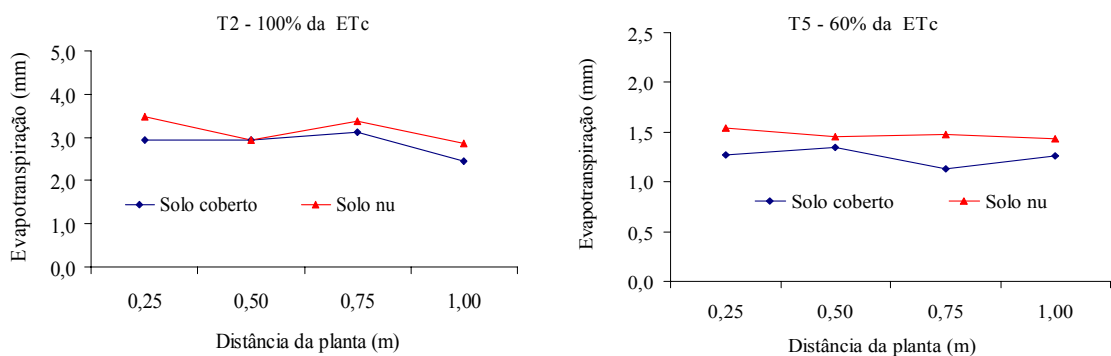 T2 - 100% da ETc
Evapotranspiração (mm)
5,0
4,0
3,0
2,0
1,0
0,0
Solo coberto
Solo nu
0,25 0,50 0,75 1,00
Distância da planta (m)
T5 - 60% da ETc
Evapotranspiração (mm)
2,5
2,0
1,5
1,0
0,5
0,0
Solo coberto
Solo nu
0,25 0,50 0,75 1,00
Distância da planta (m)